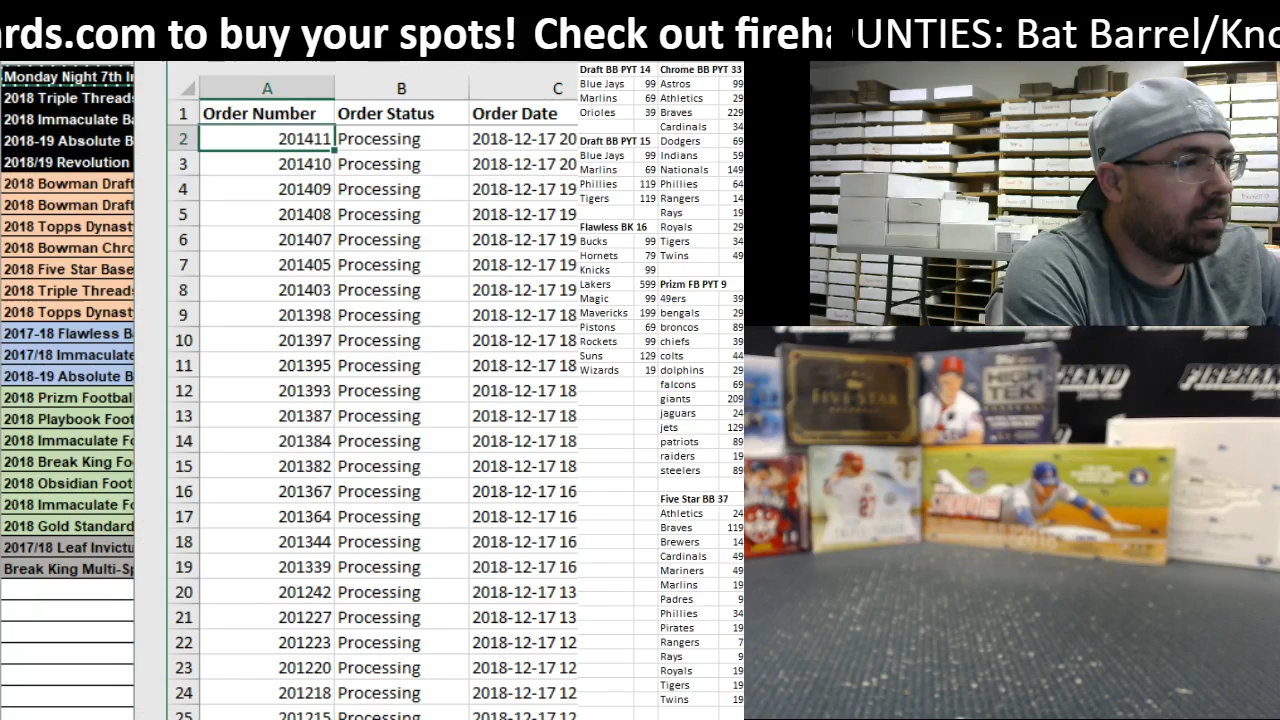 rds.com to buy your spots! Check out fireha
UNTIES: Bat Barrel/Kno
Monday Night 7th In
2018 Triple Threads
2018 Immaculate Ba
2018-19 Absolute B
2018/19 Revolution
2018 Bowman Draft
2018 Bowman Draft
2018 Topps Dynast
2018 Bowman Chro
2018 Five Star Base
2018 Triple Threads
2018 Topps Dynast
2017-18 Flawless B
2017/18 Immaculate
2018-19 Absolute B
2018 Prizm Football
2018 Playbook Foot
2018 Immaculate Fo
2018 Break King Fo
2018 Obsidian Foot
2018 Immaculate Fo
2018 Gold Standard
2017/18 Leaf Invictu
Break King Multi-Sp
A B C
1 Order Number Order Status Order Date
2 201411 Processing 2018-12-17 20
3 201410 Processing 2018-12-17 20
4 201409 Processing 2018-12-17 19
5 201408 Processing 2018-12-17 19
6 201407 Processing 2018-12-17 19
7 201405 Processing 2018-12-17 19
8 201403 Processing 2018-12-17 19
9 201398 Processing 2018-12-17 19
10 201397 Processing 2018-12-17 18
11 201395 Processing 2018-12-17 18
12 201393 Processing 2018-12-17 18
13 201387 Processing 2018-12-17 18
14 201384 Processing 2018-12-17 18
15 201382 Processing 2018-12-17 18
16 201367 Processing 2018-12-17 16
17 201364 Processing 2018-12-17 16
18 201344 Processing 2018-12-17 16
19 201339 Processing 2018-12-17 16
20 201242 Processing 2018-12-17 13
21 201227 Processing 2018-12-17 13
22 201223 Processing 2018-12-17 12
23 201220 Processing 2018-12-17 12
24 201218 Processing 2018-12-17 12
25 201215 Processing 2018-12-17 12
Draft BB PYT 14
Blue Jays 99
Marlins 69
Orioles 39
Draft BB PYT 15
Blue Jays 99
Marlins 69
Phillies 119
Tigers 119
Flawless BK 16
Bucks 99
Hornets 79
Knicks 99
Lakers 599
Magic 99
Mavericks 199
Pistons 69
Rockets 99
Suns 129
Wizards 19
Chrome BB PYT 33
Astros 99
Athletics 29
Braves 229
Cardinals 34
Dodgers 69
Indians 59
Nationals 149
Phillies 64
Rangers 14
Rays 19
Royals 29
Tigers 34
Twins 49
Prizm FB PYT 9
49ers 39
bengals 29
broncos 89
chiefs 39
colts 44
dolphins 29
falcons 69
giants 209
jaguars 24
jets 129
patriots 89
raiders 19
steelers 89
Five Star BB 37
Athletics 24
Braves 119
Brewers 14
Cardinals 49
Mariners 49
Marlins 19
Padres 9
Phillies 34
Pirates 19
Rangers 7
Rays 9
Royals 19
Tigers 19
Twins 19
FIVE STAR
HIGH TEK
FIREHAND
FIREHAND
27